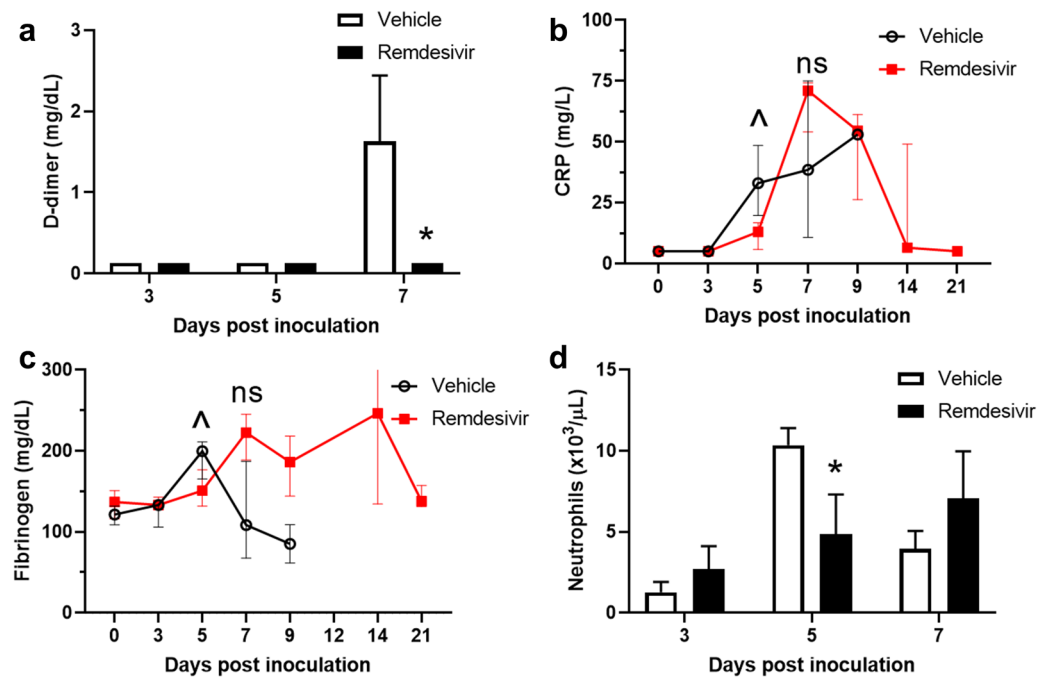 a
Vehicle
Remdesivir
D-dimer (mg/dL)
3
2
1
0
*
3 5 7
Days post inoculation
b
Vehicle
Remdesivir
CRP (mg/L)
100
75
50
25
0
^
ns
0 3 5 7 9 14 21
Days post inoculation
c
Vehicle
Remdesivir
Fibrinogen (mg/dL)
300
200
100
0
^
ns
0 3 5 7 9 12 14 21
Days post inoculation
d
Vehicle
Remdesivir
Neutrophils (x10³/µL)
15
10
5
0
*
3 5 7
Days post inoculation